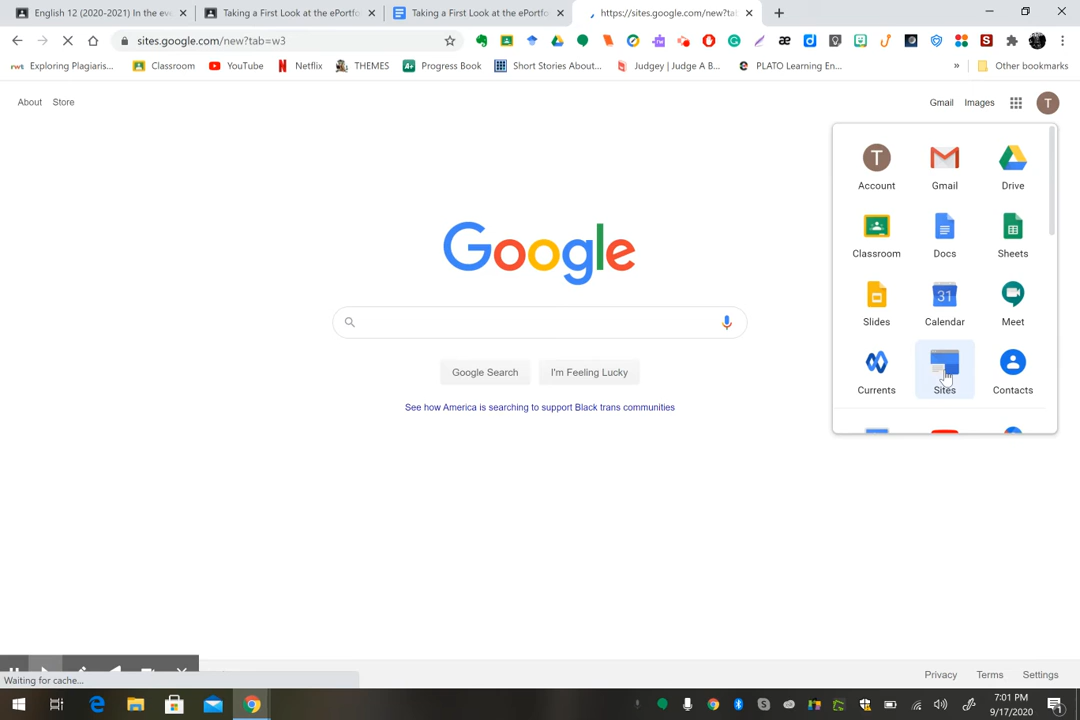 English 12 (2020-2021) In the eve
Taking a First Look at the ePortfo
Taking a First Look at the ePortfo
https://sites.google.com/new?tab
sites.google.com/new?tab=w3
rwt Exploring Plagiaris...
Classroom
YouTube
Netflix
THEMES
A+ Progress Book
Short Stories About...
Judgey | Judge A B...
PLATO Learning En...
» Other bookmarks
About Store
Gmail Images T
T
Account Gmail Drive
Classroom Docs Sheets
31
Slides Calendar Meet
Currents Sites Contacts
Google
Google Search I'm Feeling Lucky
See how America is searching to support Black trans communities
Waiting for cache...
Privacy Terms Settings
7:01 PM
9/17/2020